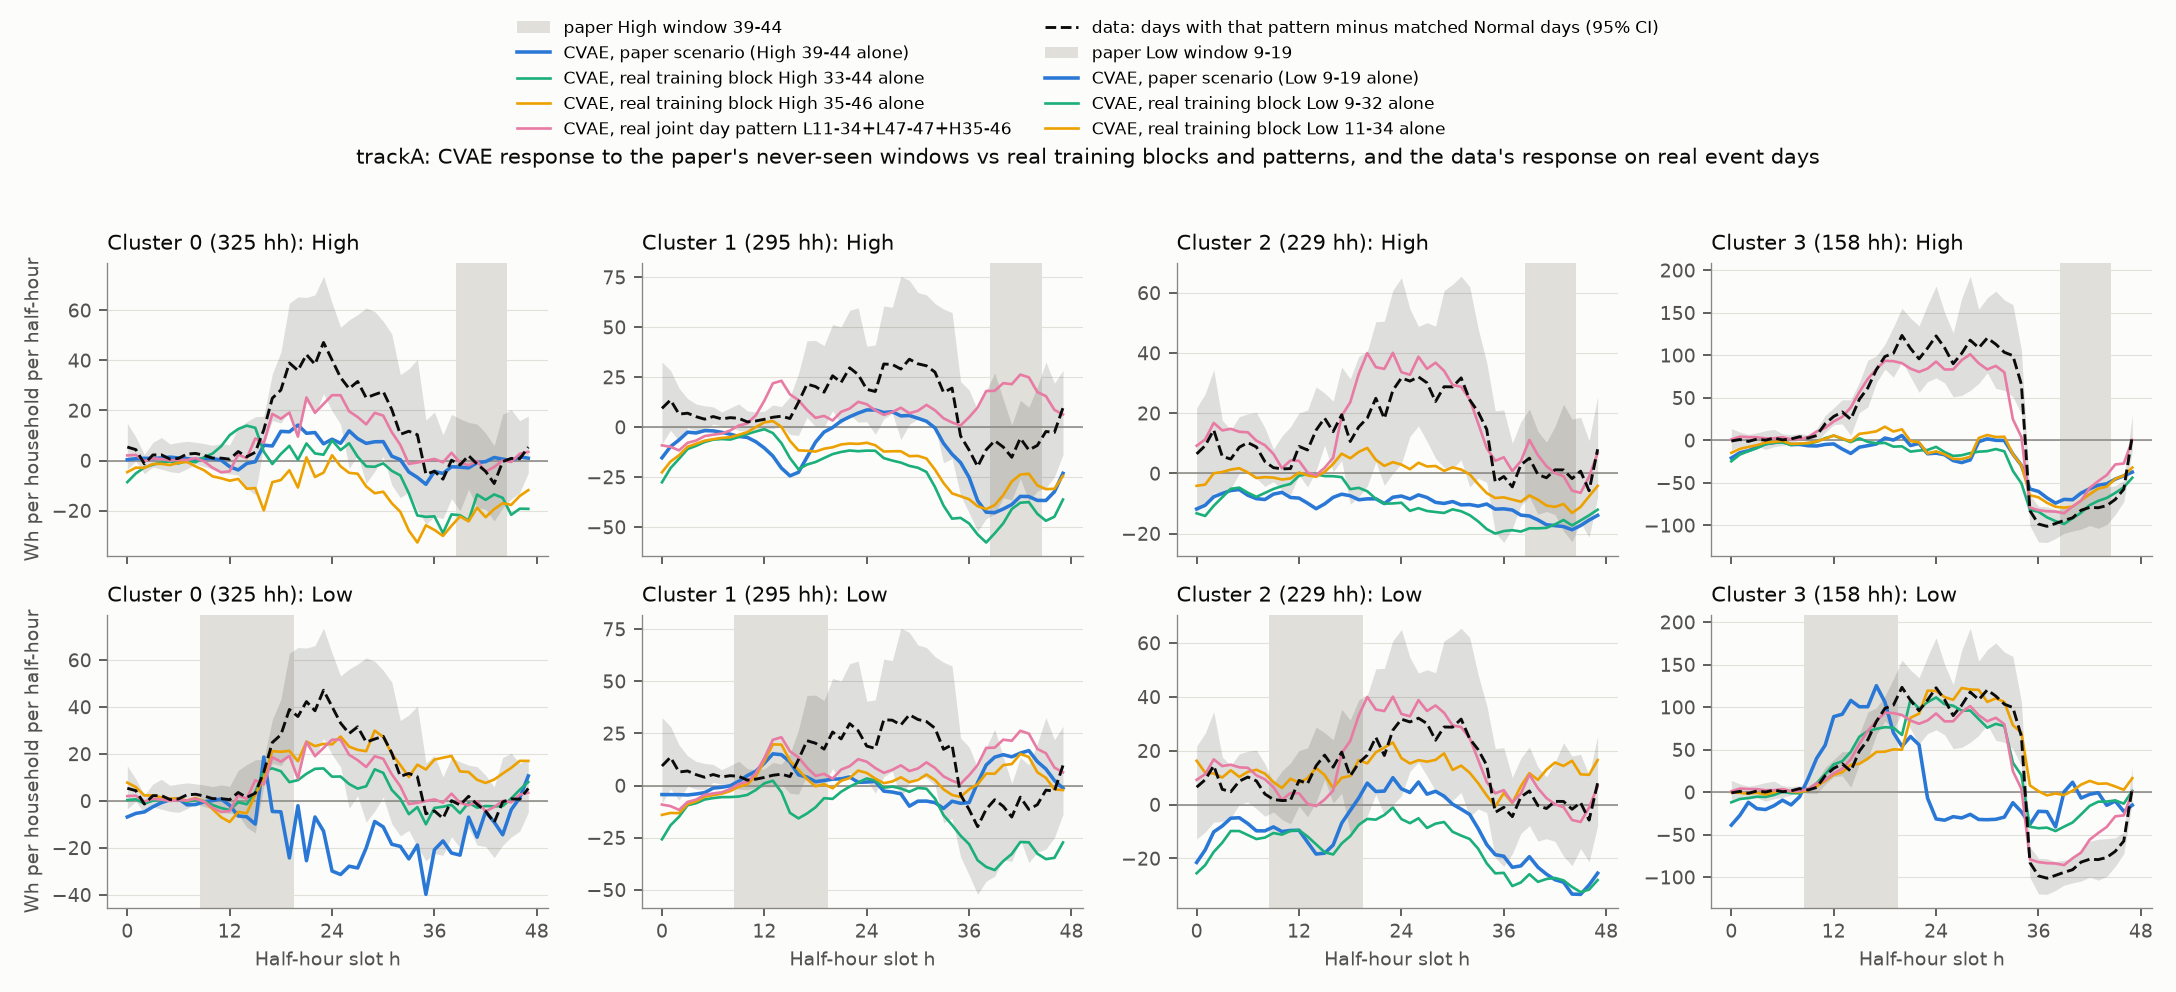 paper High window 39-44
CVAE, paper scenario (High 39-44 alone)
CVAE, real training block High 33-44 alone
CVAE, real training block High 35-46 alone
CVAE, real joint day pattern L11-34+L47-47+H35-46
data: days with that pattern minus matched Normal days (95% CI)
paper Low window 9-19
CVAE, paper scenario (Low 9-19 alone)
CVAE, real training block Low 9-32 alone
CVAE, real training block Low 11-34 alone
trackA: CVAE response to the paper's never-seen windows vs real training blocks and patterns, and the data's response on real event days
Cluster 0 (325 hh): High
Wh per household per half-hour
60
40
20
0
−20
Cluster 1 (295 hh): High
75
50
25
0
−25
−50
Cluster 2 (229 hh): High
60
40
20
0
−20
Cluster 3 (158 hh): High
200
150
100
50
0
−50
−100
Cluster 0 (325 hh): Low
Wh per household per half-hour
60
40
20
0
−20
−40
0 12 24 36 48
Half-hour slot h
Cluster 1 (295 hh): Low
75
50
25
0
−25
−50
0 12 24 36 48
Half-hour slot h
Cluster 2 (229 hh): Low
60
40
20
0
−20
0 12 24 36 48
Half-hour slot h
Cluster 3 (158 hh): Low
200
150
100
50
0
−50
−100
0 12 24 36 48
Half-hour slot h